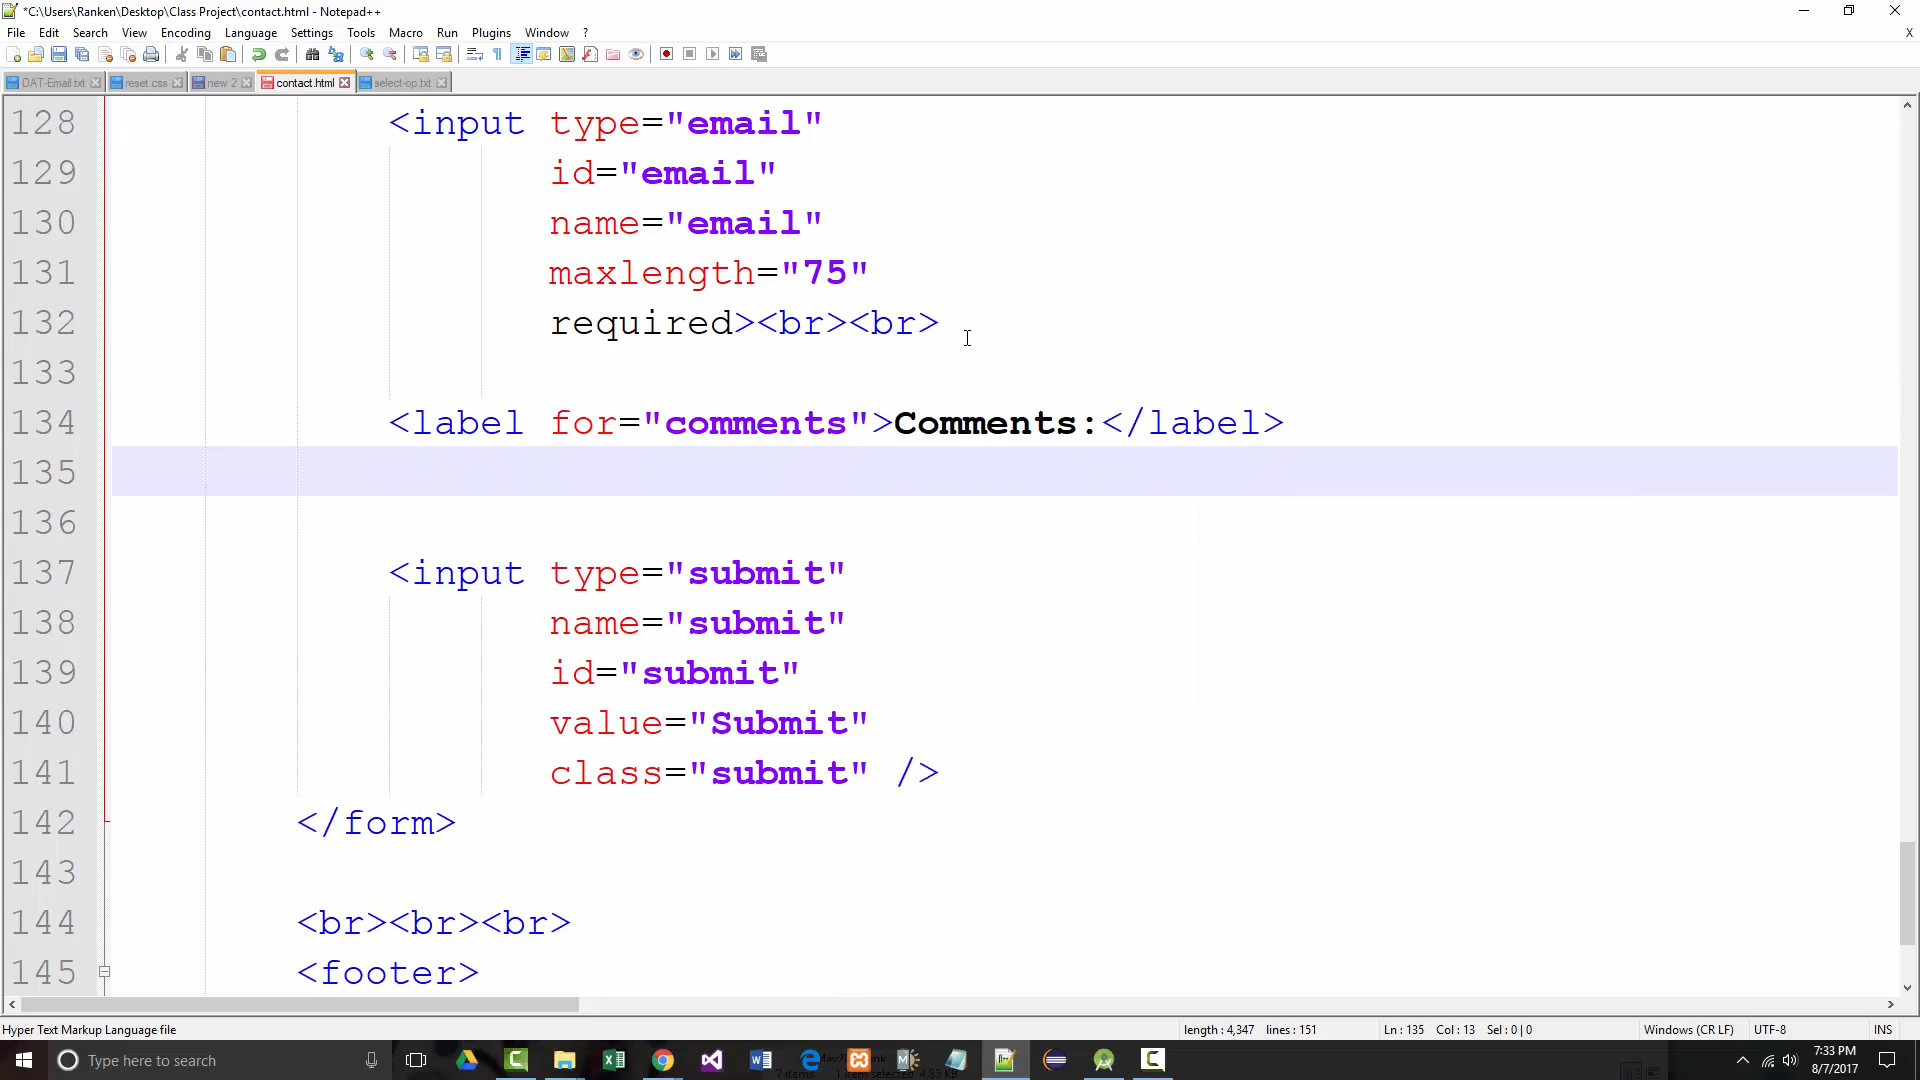 *C:\Users\Ranken\Desktop\Class Project\contact.html - Notepad++
File Edit Search View Encoding Language Settings Tools Macro Run Plugins Window ? X
DAT-Email.txt reset.css new 2 contact.html select-op.txt
128 <input type="email"
129 id="email"
130 name="email"
131 maxlength="75"
132 required><br><br>
133
134 <label for="comments">Comments:</label>
135
136
137 <input type="submit"
138 name="submit"
139 id="submit"
140 value="Submit"
141 class="submit" />
142 </form>
143
144 <br><br><br>
145 <footer>
Hyper Text Markup Language file length : 4,347 lines : 151 Ln : 135 Col : 13 Sel : 0 | 0 Windows (CR LF) UTF-8 INS
Type here to search
7:33 PM
8/7/2017